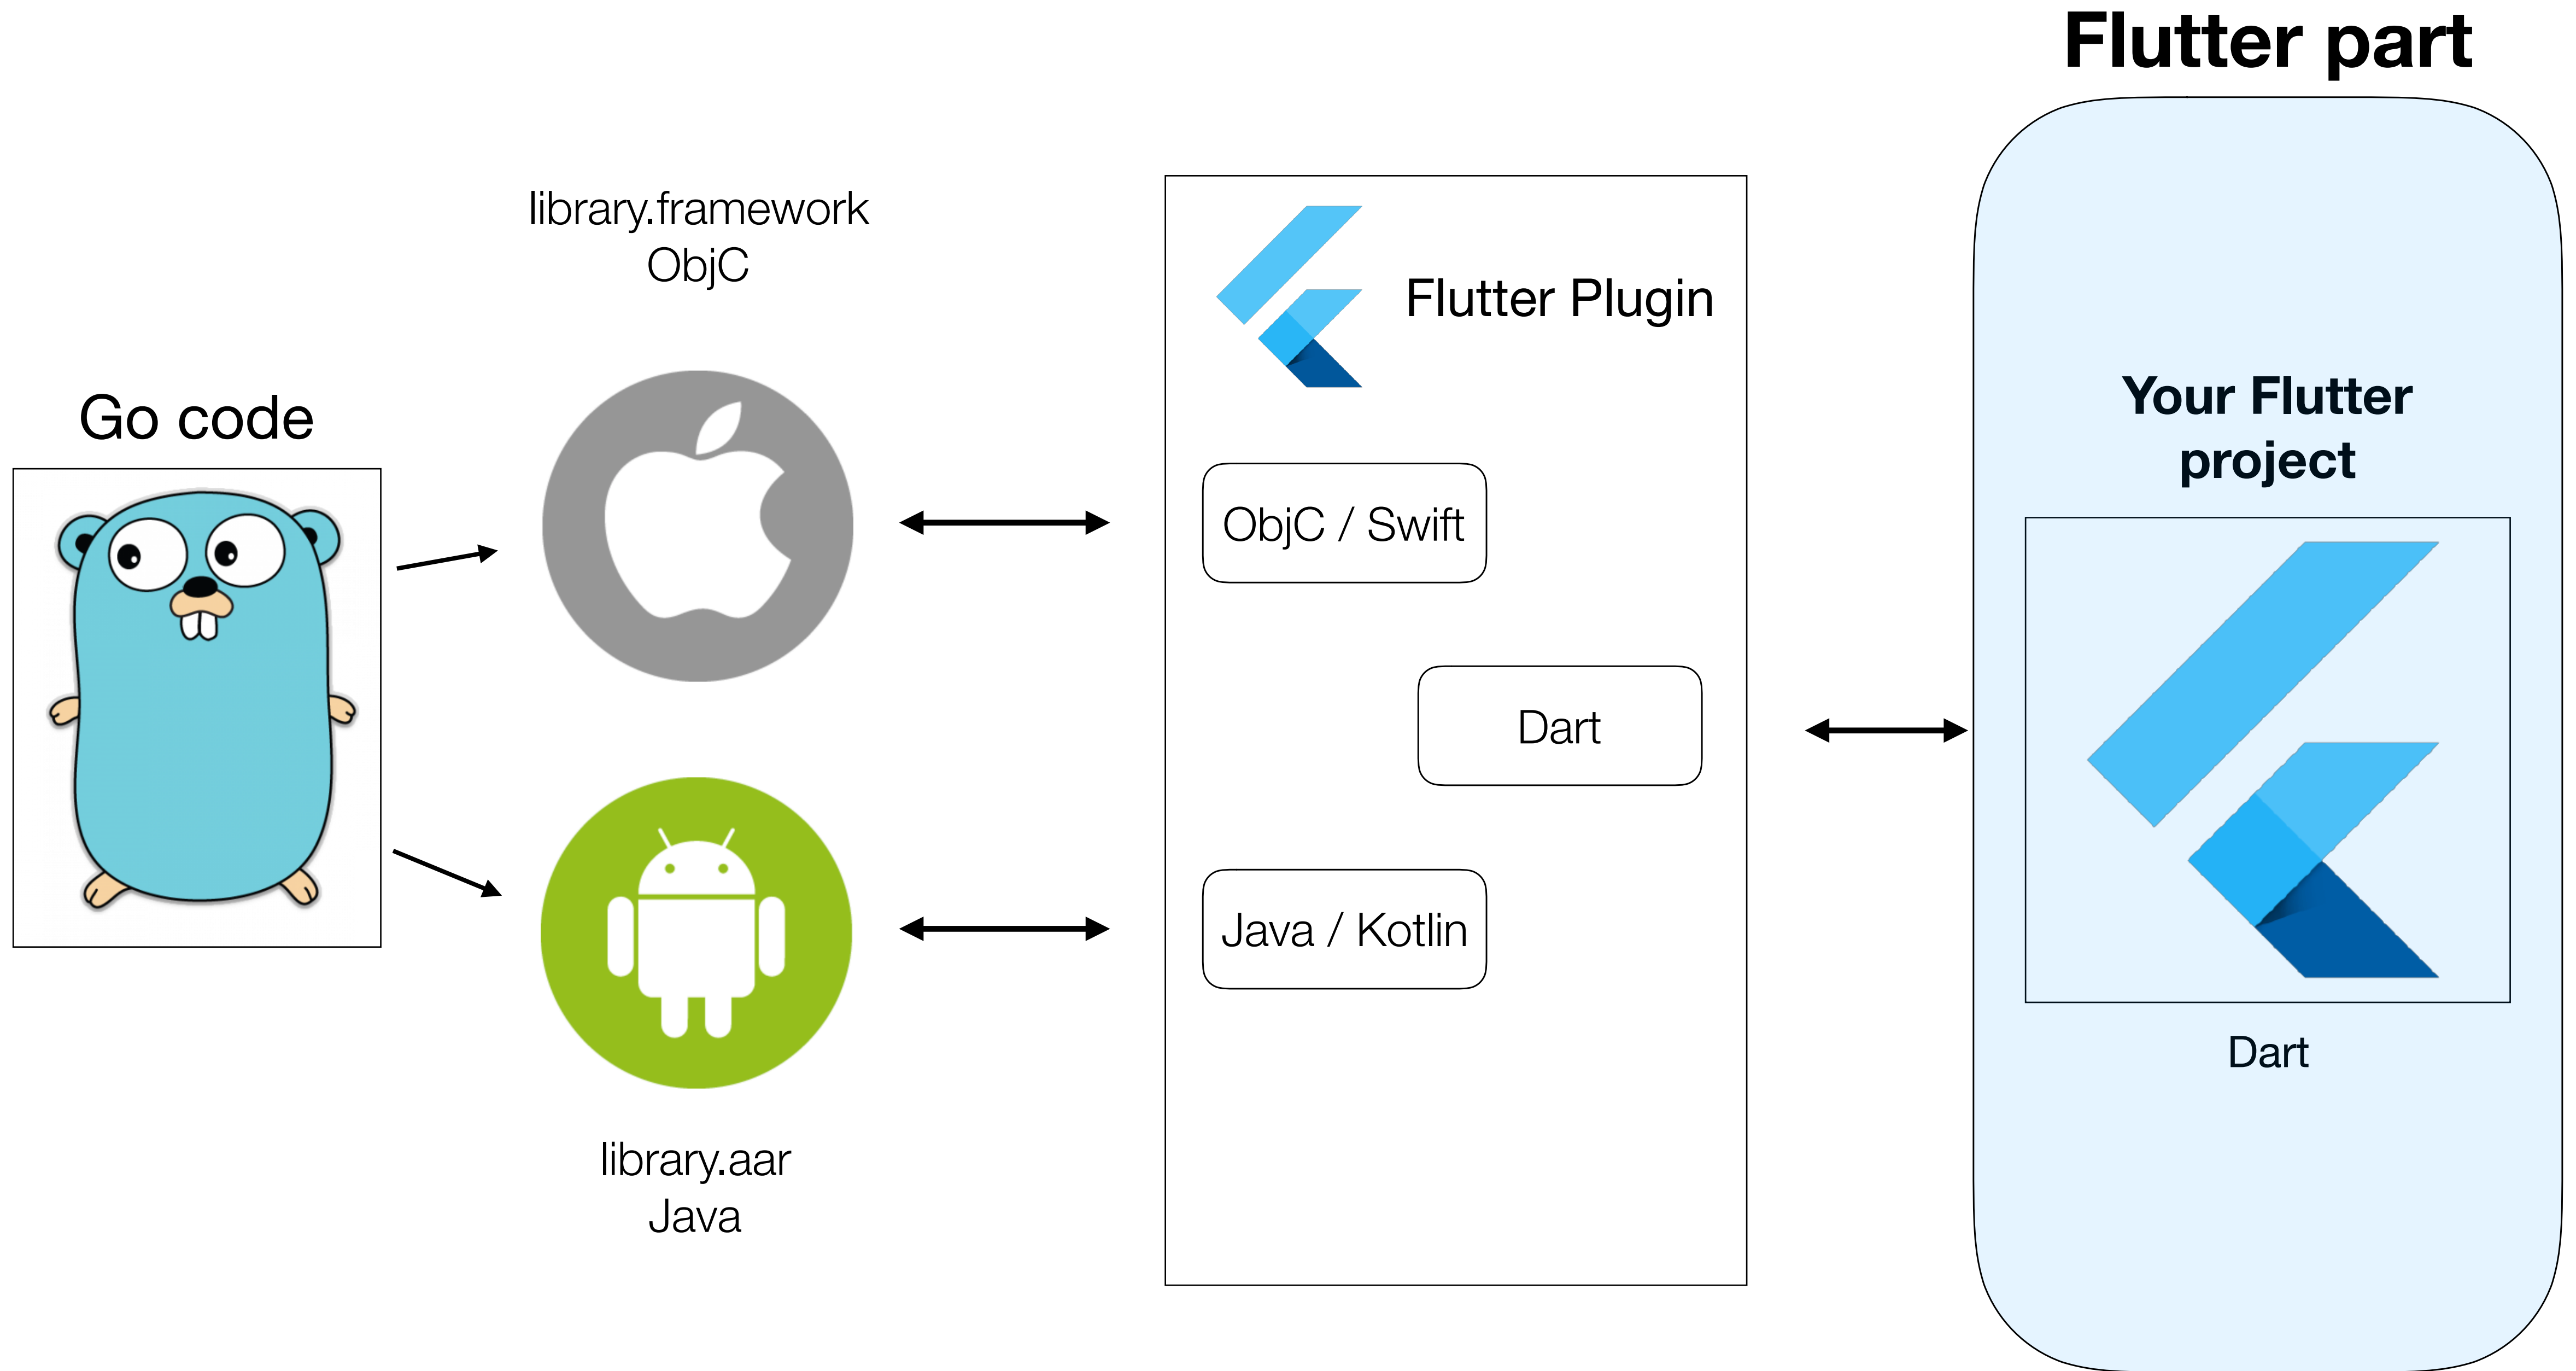 Flutter part
library.framework
ObjC
Flutter Plugin
Go code
Your Flutter
project
ObjC / Swift
Dart
Java / Kotlin
Dart
library.aar
Java